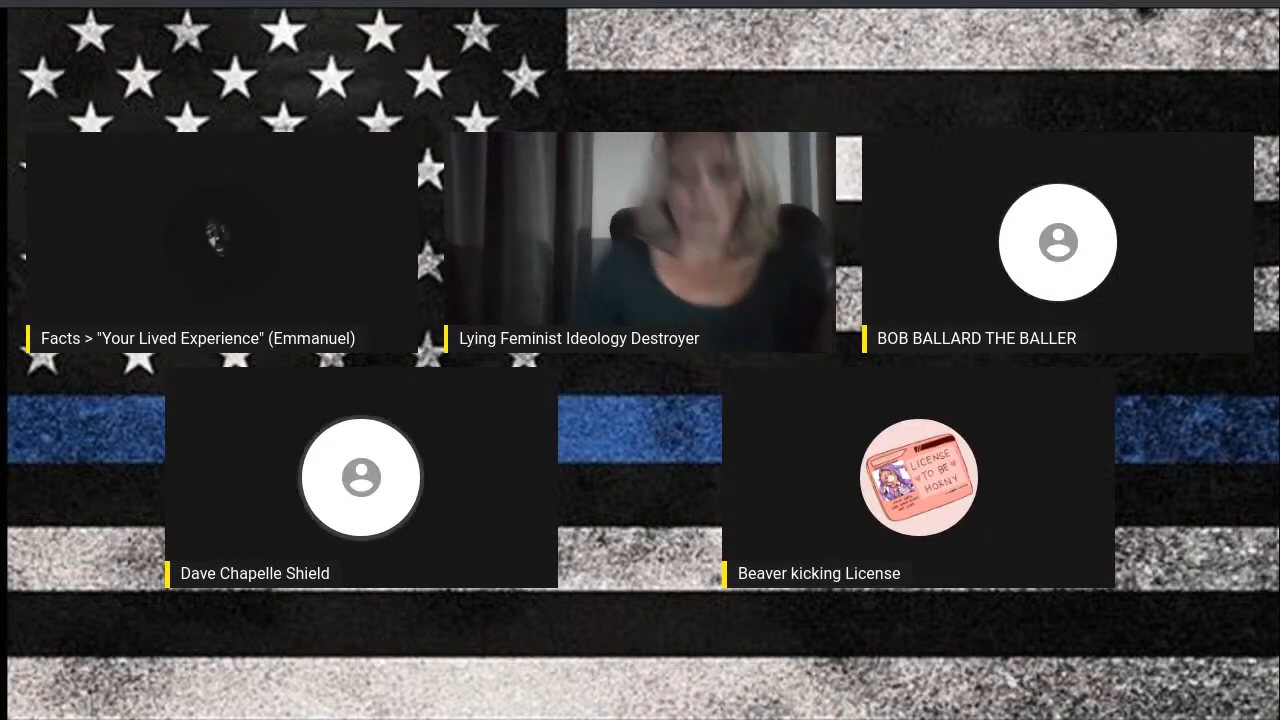 Facts > "Your Lived Experience" (Emmanuel)
Lying Feminist Ideology Destroyer
BOB BALLARD THE BALLER
Dave Chapelle Shield
LICENSE
TO BE
HORNY
Beaver kicking License